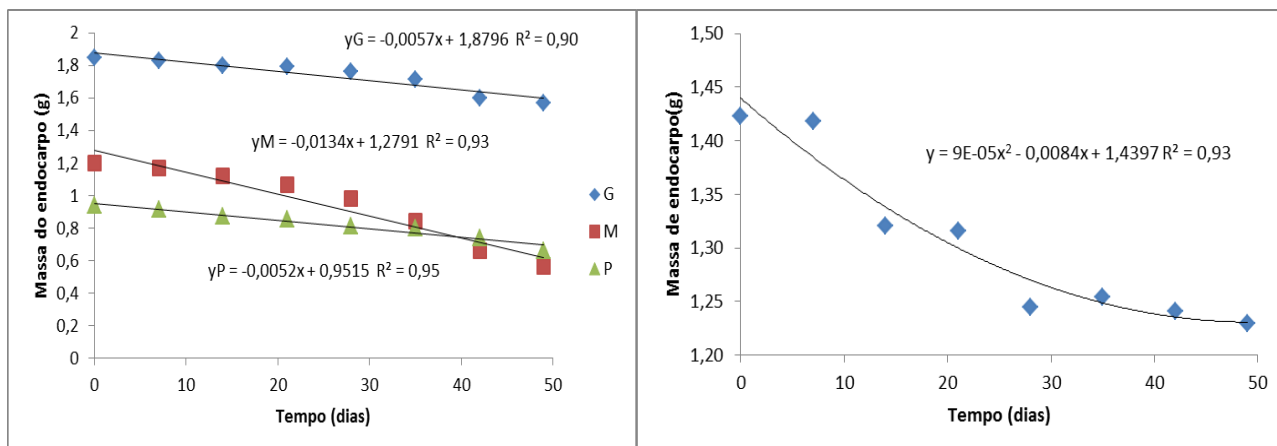 yG = -0,0057x + 1,8796 R² = 0,90
yM = -0,0134x + 1,2791 R² = 0,93
yP = -0,0052x + 0,9515 R² = 0,95
Massa do endocarpo (g)
2
1,8
1,6
1,4
1,2
1
0,8
0,6
0,4
0,2
0
0 10 20 30 40 50
Tempo (dias)
G
M
P
y = 9E-05x² - 0,0084x + 1,4397 R² = 0,93
Massa de endocarpo(g)
1,50
1,45
1,40
1,35
1,30
1,25
1,20
0 10 20 30 40 50
Tempo (dias)